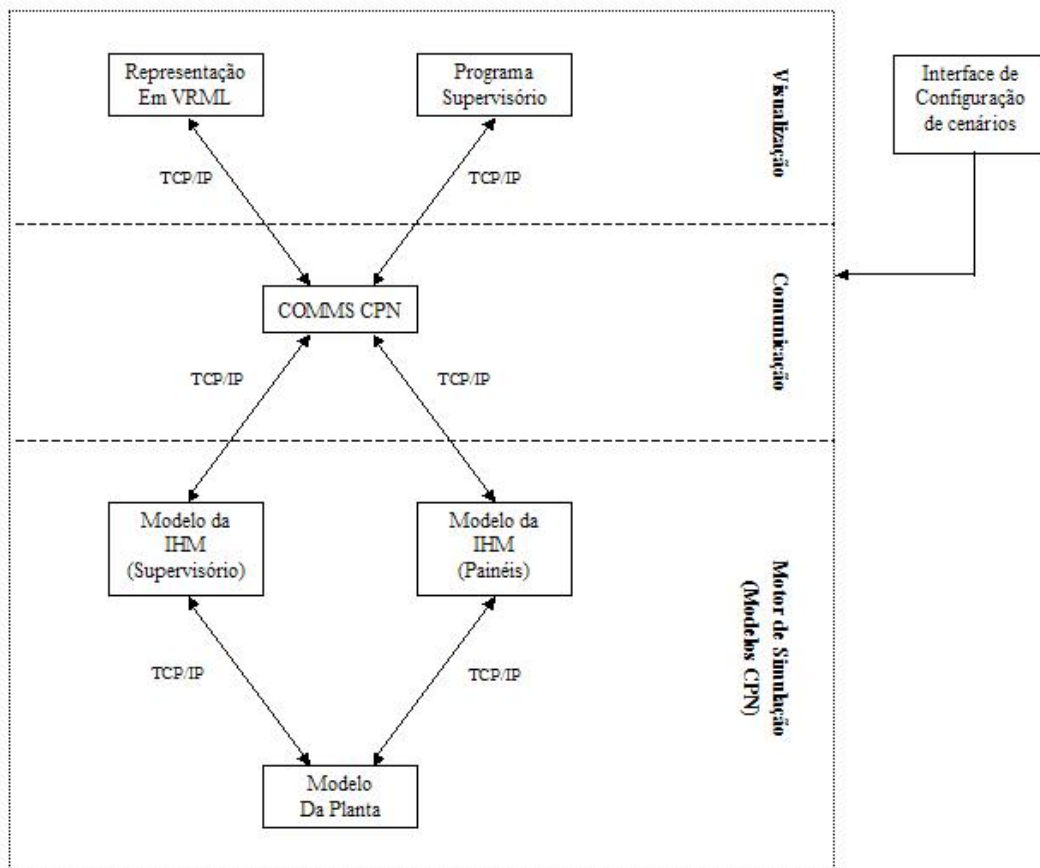 Representação
Em VRML
Programa
Supervisório
Visualização
Interface de
Configuração
de cenários
TCP/IP
TCP/IP
COMMS CPN
Comunicação
TCP/IP
TCP/IP
Modelo da
IHM
(Supervisório)
Modelo da
IHM
(Painéis)
Motor de Simulação
(Modelos CPN)
TCP/IP
TCP/IP
Modelo
Da Planta